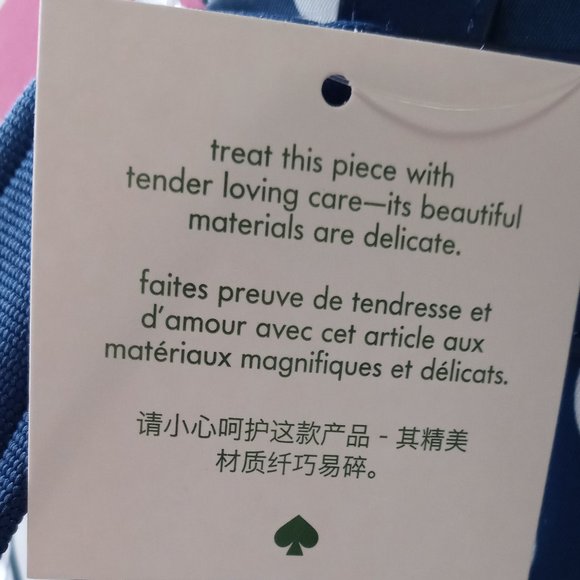 treat this piece with
tender loving care—its beautiful
materials are delicate.
faites preuve de tendresse et
d’amour avec cet article aux
matériaux magnifiques et délicats.
请小心呵护这款产品 - 其精美
材质纤巧易碎。